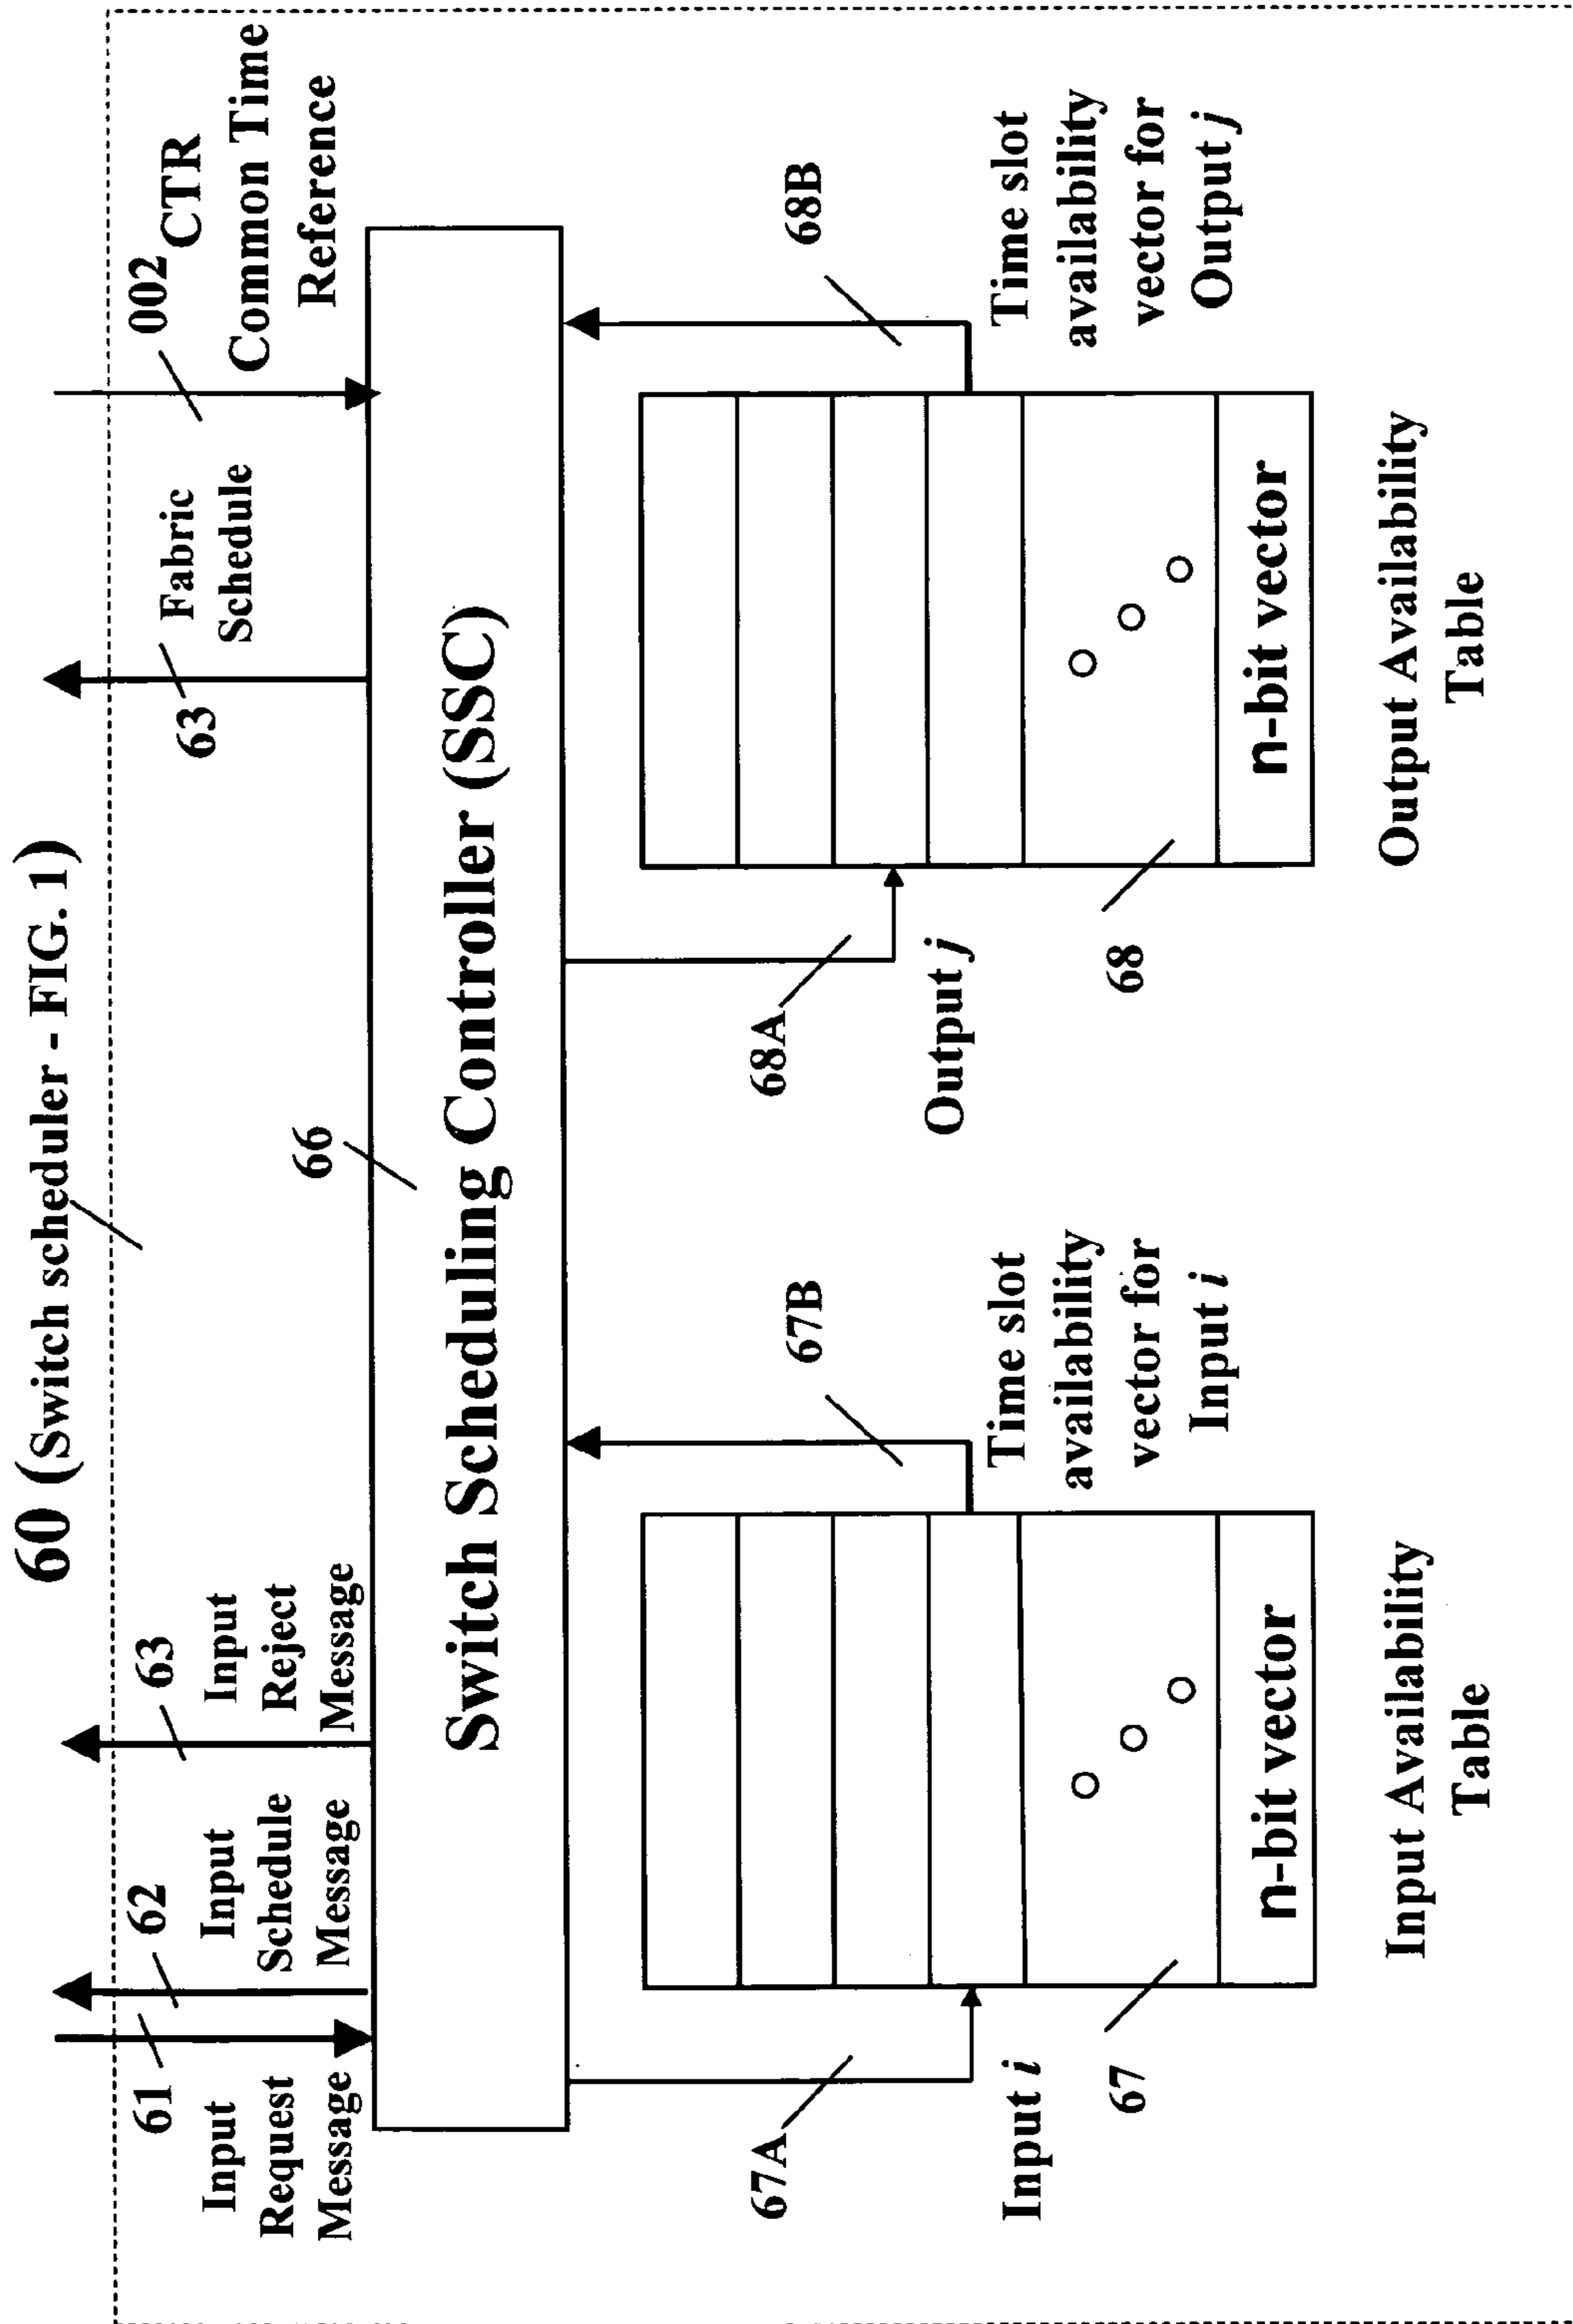 60 (Switch scheduler - FIG. 1)
61
Input
Request
Message
62
Input
Schedule
Message
63
Input
Reject
Message
66
63
Fabric
Schedule
002
CTR
Common Time
Reference
Switch Scheduling Controller (SSC)
67A
Input i
67
n-bit vector
67B
Time slot
availability
vector for
Input i
Input Availability
Table
68A
Output j
68
n-bit vector
68B
Time slot
availability
vector for
Output j
Output Availability
Table